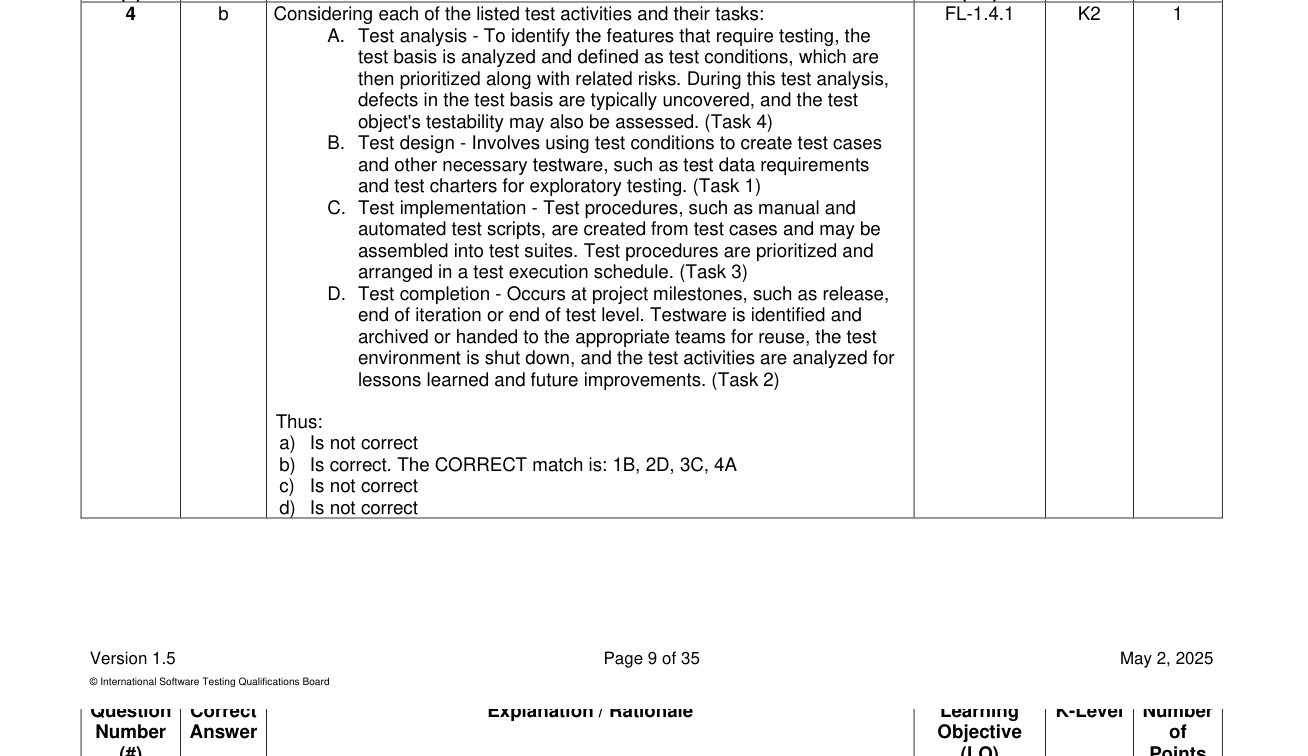 4 b Considering each of the listed test activities and their tasks: FL-1.4.1 K2 1
A. Test analysis - To identify the features that require testing, the
test basis is analyzed and defined as test conditions, which are
then prioritized along with related risks. During this test analysis,
defects in the test basis are typically uncovered, and the test
object's testability may also be assessed. (Task 4)
B. Test design - Involves using test conditions to create test cases
and other necessary testware, such as test data requirements
and test charters for exploratory testing. (Task 1)
C. Test implementation - Test procedures, such as manual and
automated test scripts, are created from test cases and may be
assembled into test suites. Test procedures are prioritized and
arranged in a test execution schedule. (Task 3)
D. Test completion - Occurs at project milestones, such as release,
end of iteration or end of test level. Testware is identified and
archived or handed to the appropriate teams for reuse, the test
environment is shut down, and the test activities are analyzed for
lessons learned and future improvements. (Task 2)
Thus:
a) Is not correct
b) Is correct. The CORRECT match is: 1B, 2D, 3C, 4A
c) Is not correct
d) Is not correct
Version 1.5 Page 9 of 35 May 2, 2025
© International Software Testing Qualifications Board
Question Correct Explanation / Rationale Learning K-Level Number
Number Answer Objective of
(#) (LO) Points